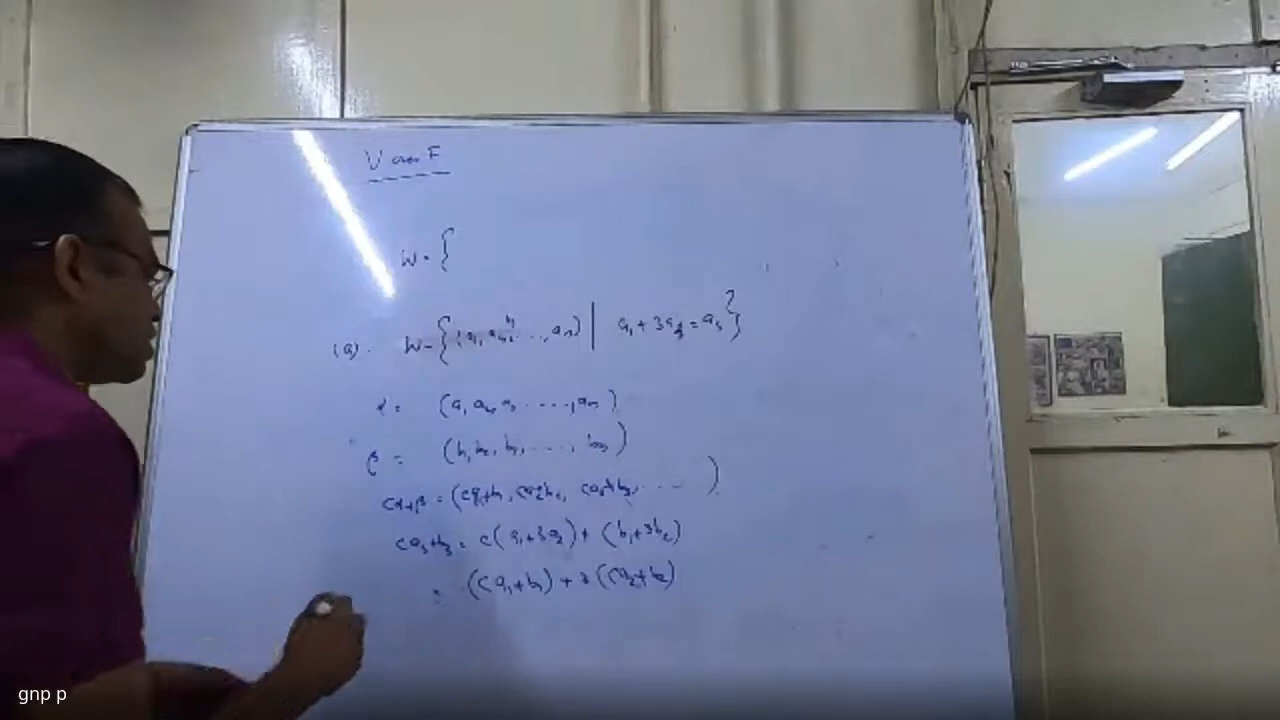 V over F
W = {
(a). W = {(a₁, a₂, ..., aₙ) | a₁ + 3a₂ = a₃}
α = (a₁, a₂, a₃ ....., aₙ)
β = (b₁, b₂, b₃, ...., bₙ)
cα+β = (ca₁+b₁, ca₂+b₂, ca₃+b₃, .... )
ca₃+b₃ = c(a₁+3a₂) + (b₁+3b₂)
= (ca₁+b₁) + 3(ca₂+b₂)
gnp p